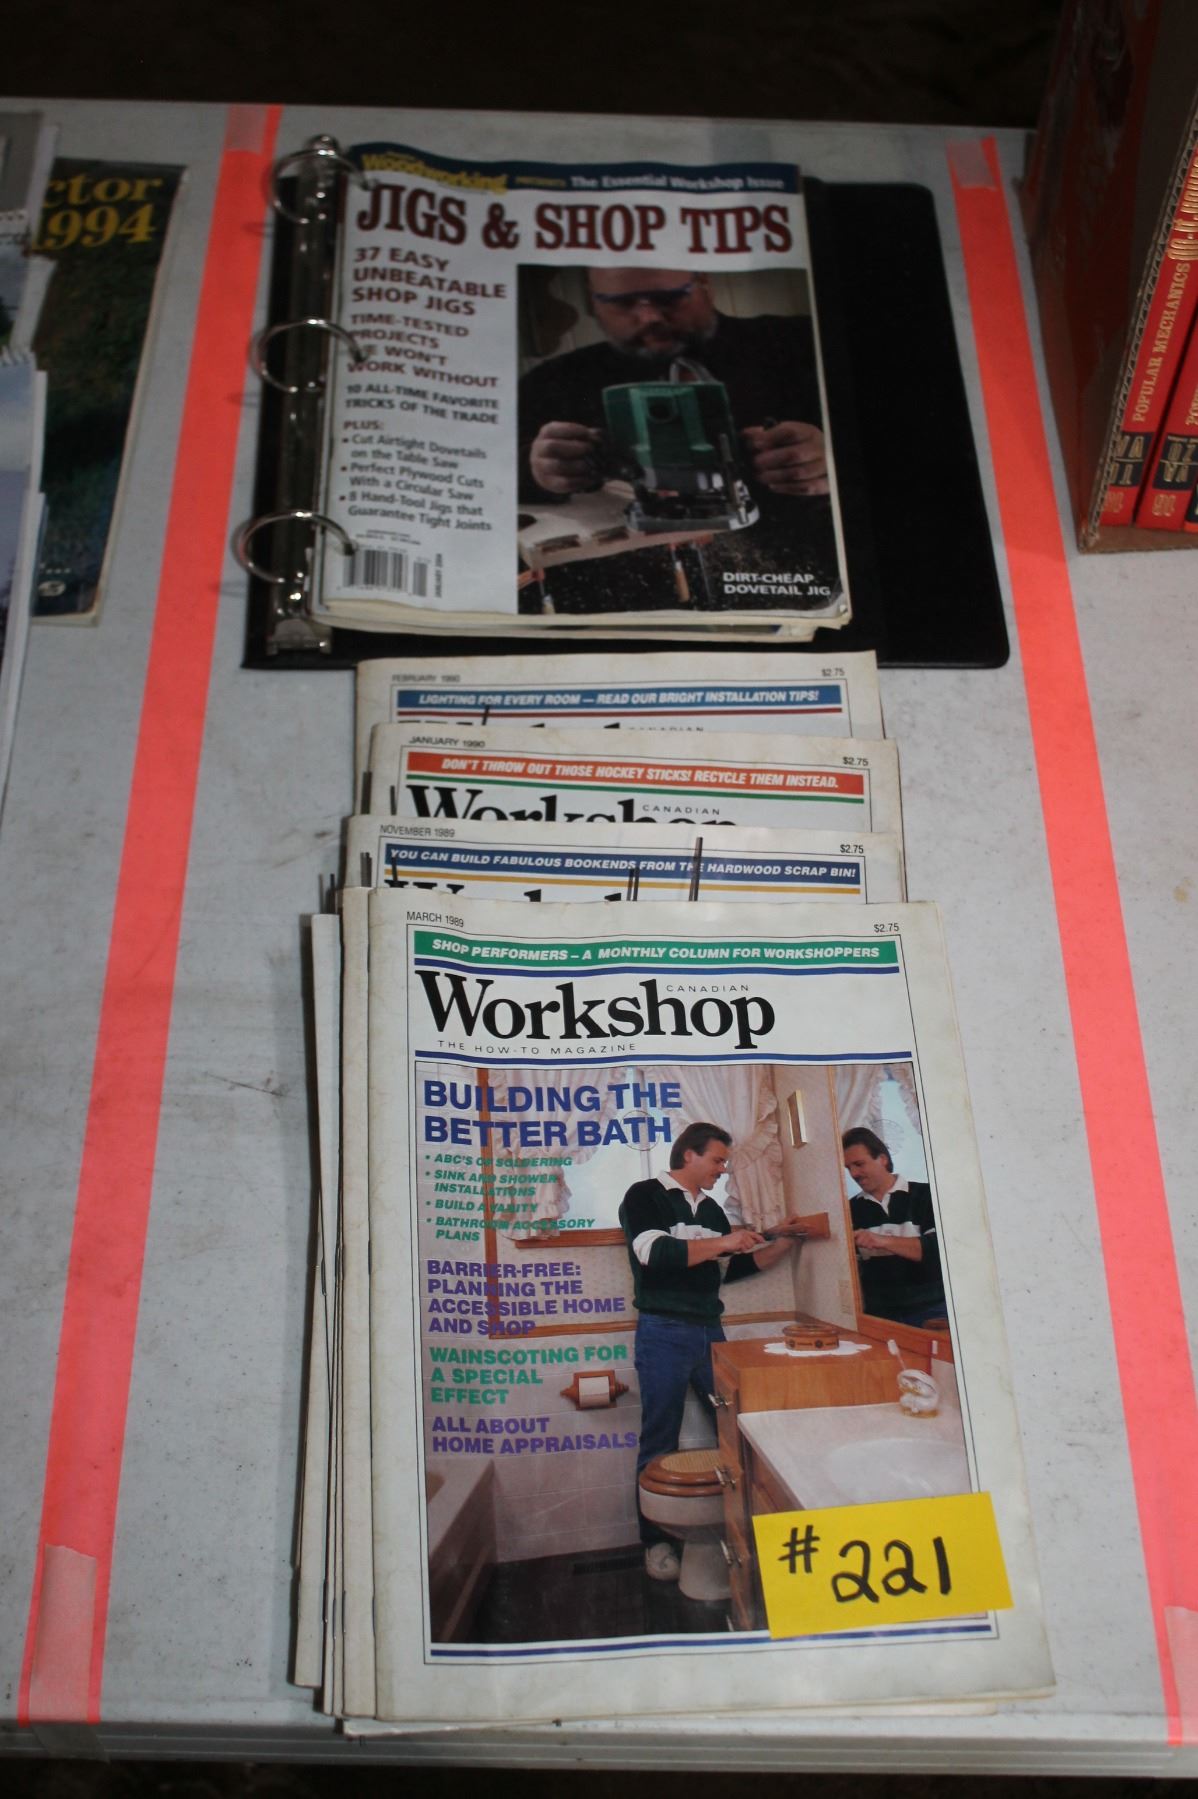 ctor
1994
Woodworking PRESENTS The Essential Workshop Issue
JIGS & SHOP TIPS
37 EASY
UNBEATABLE
SHOP JIGS
TIME-TESTED
PROJECTS
WE WON'T
WORK WITHOUT
10 ALL-TIME FAVORITE
TRICKS OF THE TRADE
PLUS:
• Cut Airtight Dovetails
on the Table Saw
• Perfect Plywood Cuts
With a Circular Saw
• 8 Hand-Tool Jigs that
Guarantee Tight Joints
DIRT-CHEAP
DOVETAIL JIG
POPULAR MECHANICS
FEBRUARY 1990 $2.75
LIGHTING FOR EVERY ROOM — READ OUR BRIGHT INSTALLATION TIPS!
CANADIAN
JANUARY 1990 $2.75
DON'T THROW OUT THOSE HOCKEY STICKS! RECYCLE THEM INSTEAD.
CANADIAN
Workshop
NOVEMBER 1989 $2.75
YOU CAN BUILD FABULOUS BOOKENDS FROM THE HARDWOOD SCRAP BIN!
MARCH 1989 $2.75
SHOP PERFORMERS – A MONTHLY COLUMN FOR WORKSHOPPERS
CANADIAN
Workshop
THE HOW-TO MAGAZINE
BUILDING THE
BETTER BATH
• ABC'S OF SOLDERING
• SINK AND SHOWER
INSTALLATIONS
• BUILD A VANITY
• BATHROOM ACCESSORY
PLANS
BARRIER-FREE:
PLANNING THE
ACCESSIBLE HOME
AND SHOP
WAINSCOTING FOR
A SPECIAL
EFFECT
ALL ABOUT
HOME APPRAISALS
# 221